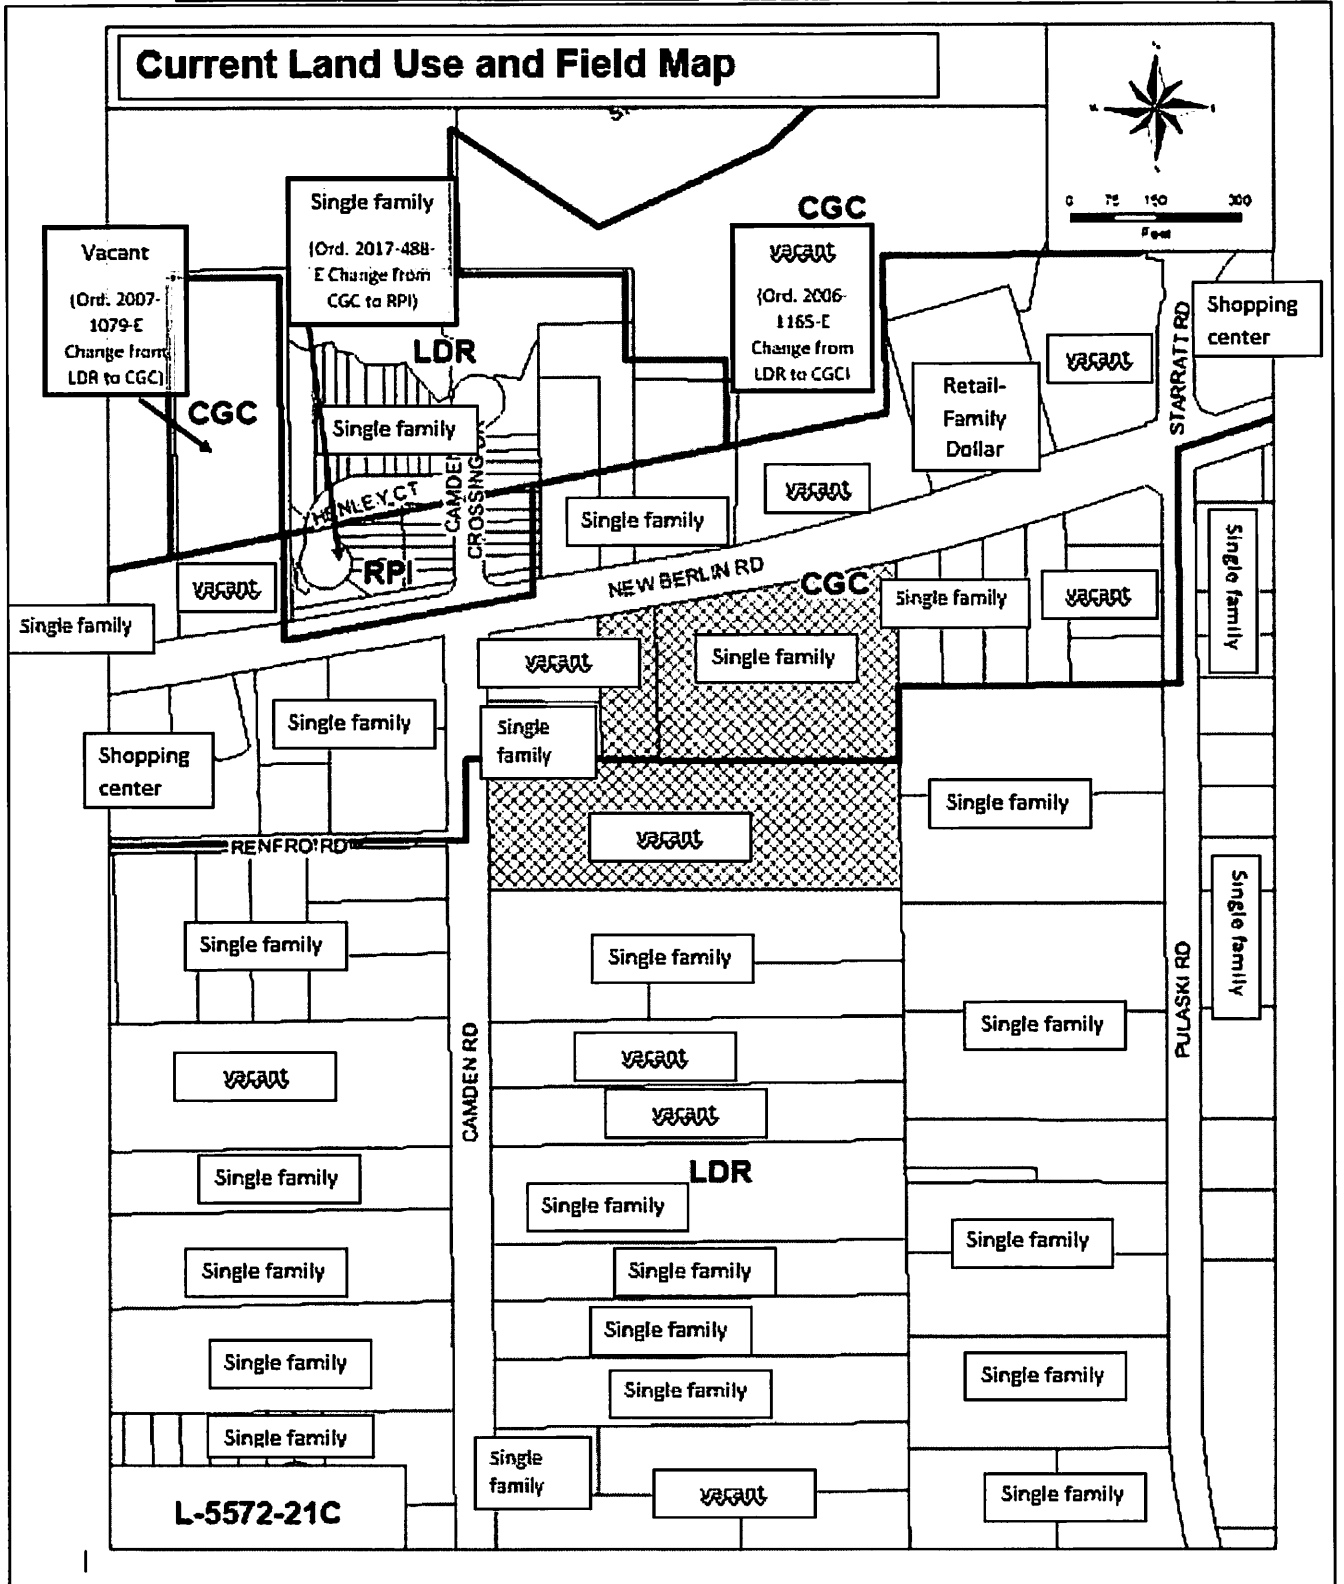 Current Land Use and Field Map
0 75 150 300
Feet
CGC
Single family
(Ord. 2017-488-
E Change from
CGC to RPI)
Vacant
(Ord. 2007-
1079-E
Change from
LDR to CGC)
vacant
(Ord. 2006-
1165-E
Change from
LDR to CGC)
Shopping
center
STARRATT RD
vacant
LDR
Retail-
Family
Dollar
CGC
Single family
CAMDEN
CROSSING
HENLEY CT
vacant
Single family
Single family
RPI
NEW BERLIN RD
CGC
vacant
Single family
vacant
Single family
vacant
Single family
Single family
Single
family
Shopping
center
Single family
vacant
RENFRO RD
Single family
Single family
Single family
PULASKI RD
Single family
CAMDEN RD
vacant
vacant
vacant
LDR
Single family
Single family
Single family
Single family
Single family
Single family
Single family
Single family
Single family
Single family
Single
family
vacant
Single family
L-5572-21C